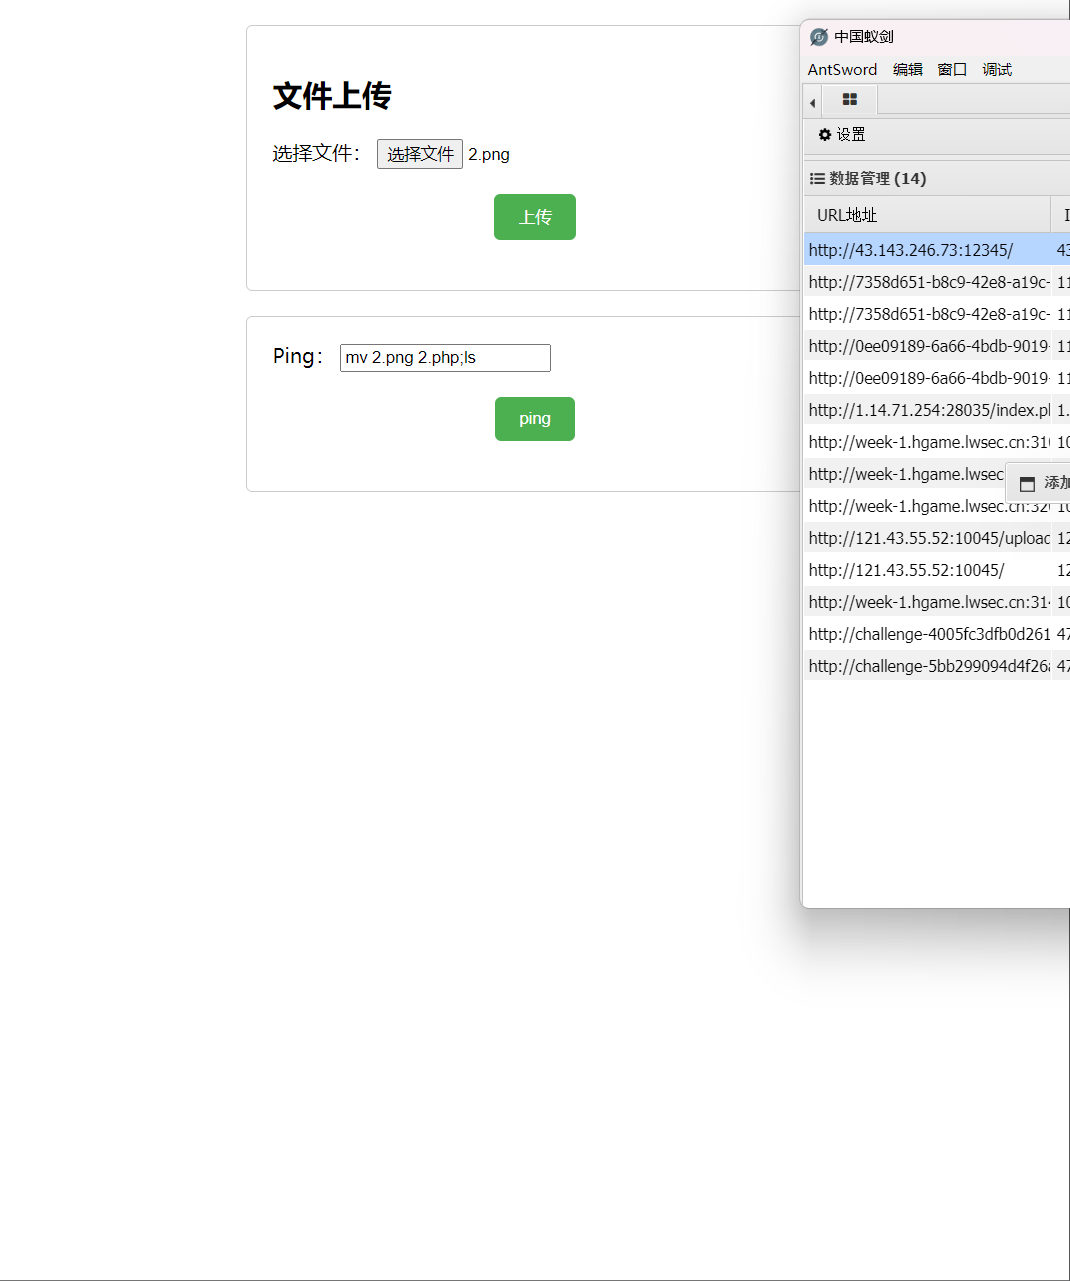 文件上传
选择文件： 选择文件 2.png
上传
Ping： mv 2.png 2.php;ls
ping
中国蚁剑
AntSword 编辑 窗口 调试
设置
数据管理 (14)
URL地址
http://43.143.246.73:12345/ 43
http://7358d651-b8c9-42e8-a19c- 11
http://7358d651-b8c9-42e8-a19c- 11
http://0ee09189-6a66-4bdb-9019- 11
http://0ee09189-6a66-4bdb-9019- 11
http://1.14.71.254:28035/index.pl 1.
http://week-1.hgame.lwsec.cn:310 10
http://week-1.hgame.lwsec
添加
http://week-1.hgame.lwsec.cn:320 10
http://121.43.55.52:10045/upload 12
http://121.43.55.52:10045/ 12
http://week-1.hgame.lwsec.cn:314 10
http://challenge-4005fc3dfb0d261 47
http://challenge-5bb299094d4f26a 47